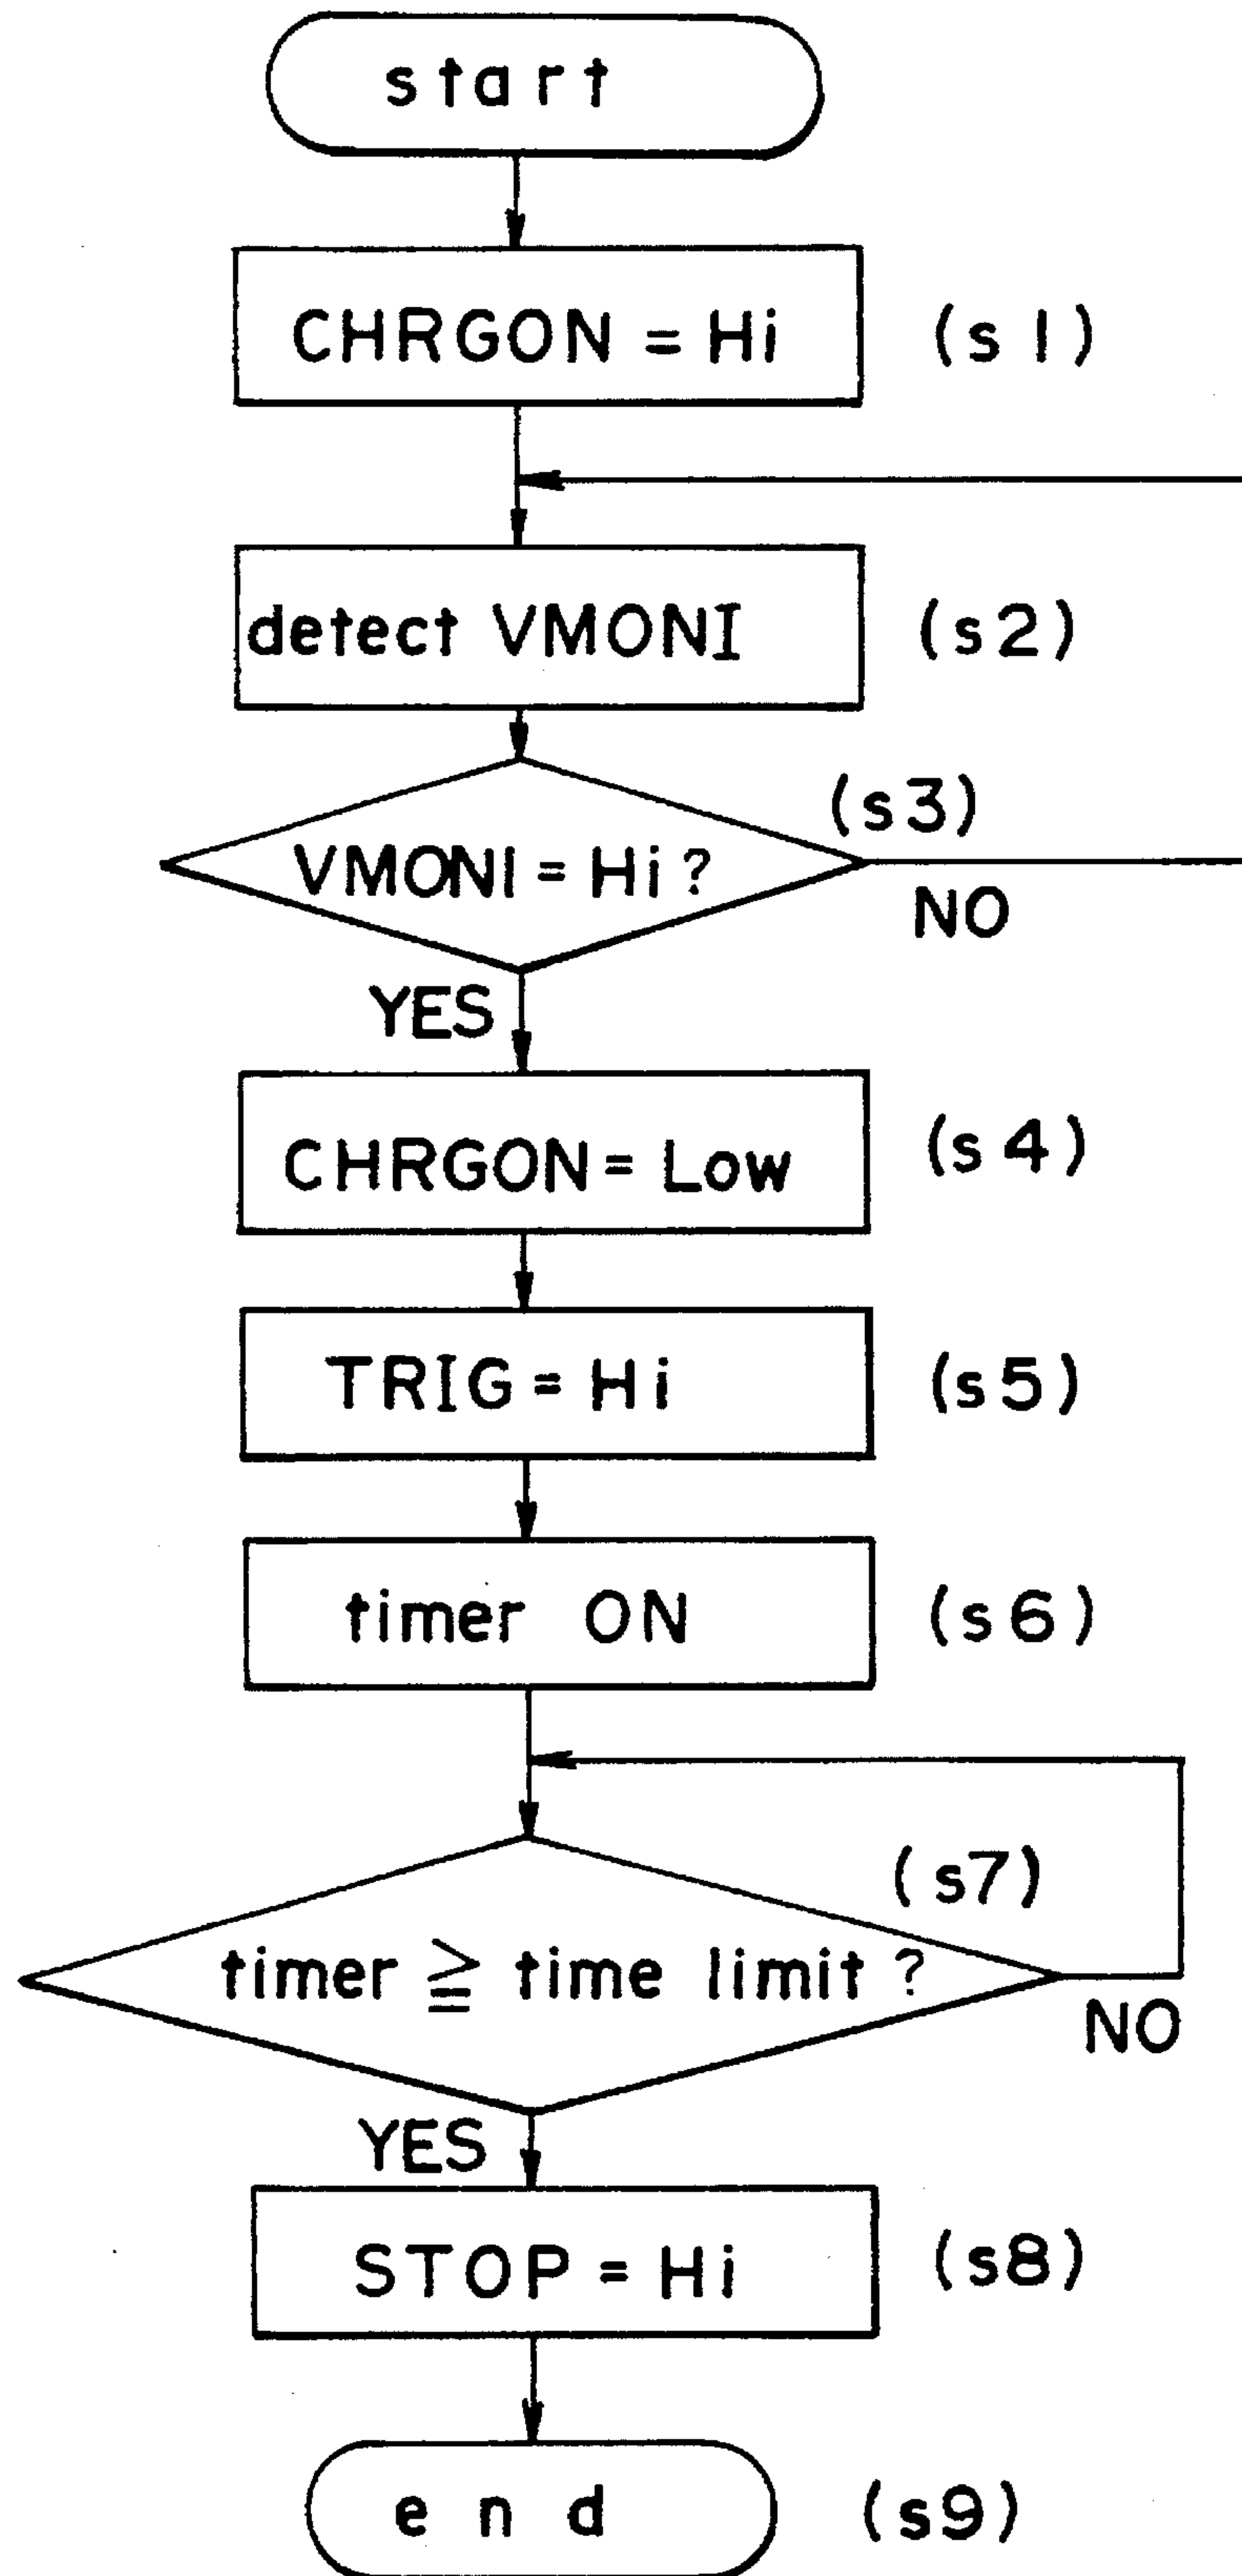 start
CHRGON = Hi (s1)
detect VMONI (s2)
(s3)
VMONI = Hi ?
NO
YES
CHRGON = Low (s4)
TRIG = Hi (s5)
timer ON (s6)
(s7)
timer ≧ time limit ?
NO
YES
STOP = Hi (s8)
end (s9)